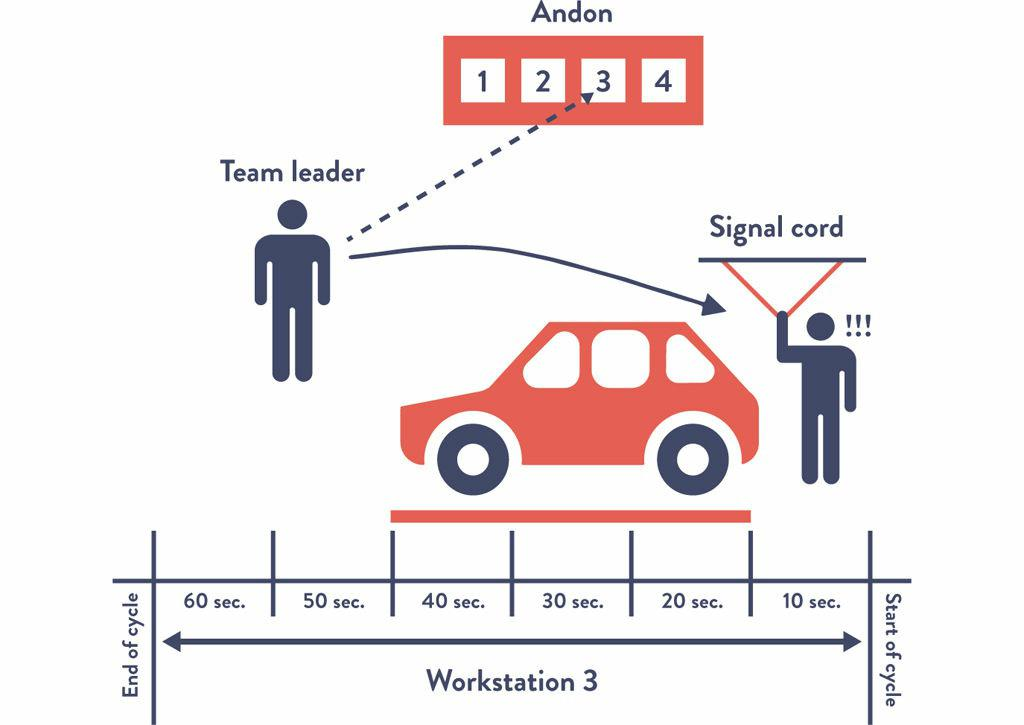 Andon
1 2 3 4
Team leader
Signal cord
!!!
60 sec. 50 sec. 40 sec. 30 sec. 20 sec. 10 sec.
End of cycle
Start of cycle
Workstation 3